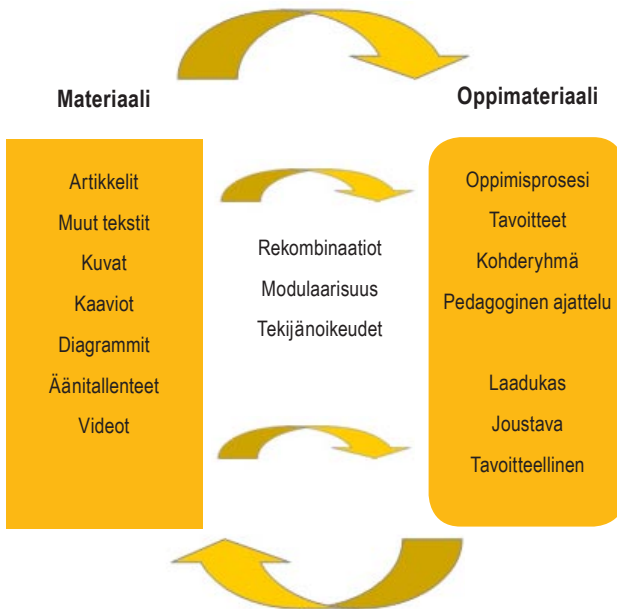 Materiaali
Artikkelit
Muut tekstit
Kuvat
Kaaviot
Diagrammit
Äänitallenteet
Videot
Rekombinaatiot
Modulaarisuus
Tekijänoikeudet
Oppimateriaali
Oppimisprosesi
Tavoitteet
Kohderyhmä
Pedagoginen ajattelu
Laadukas
Joustava
Tavoitteellinen